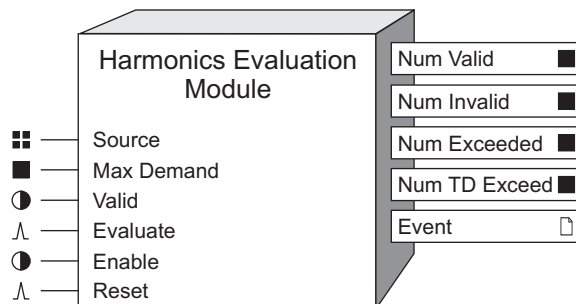 Harmonics Evaluation
Module
Source
Max Demand
Valid
Evaluate
Enable
Reset
Num Valid
Num Invalid
Num Exceeded
Num TD Exceed
Event